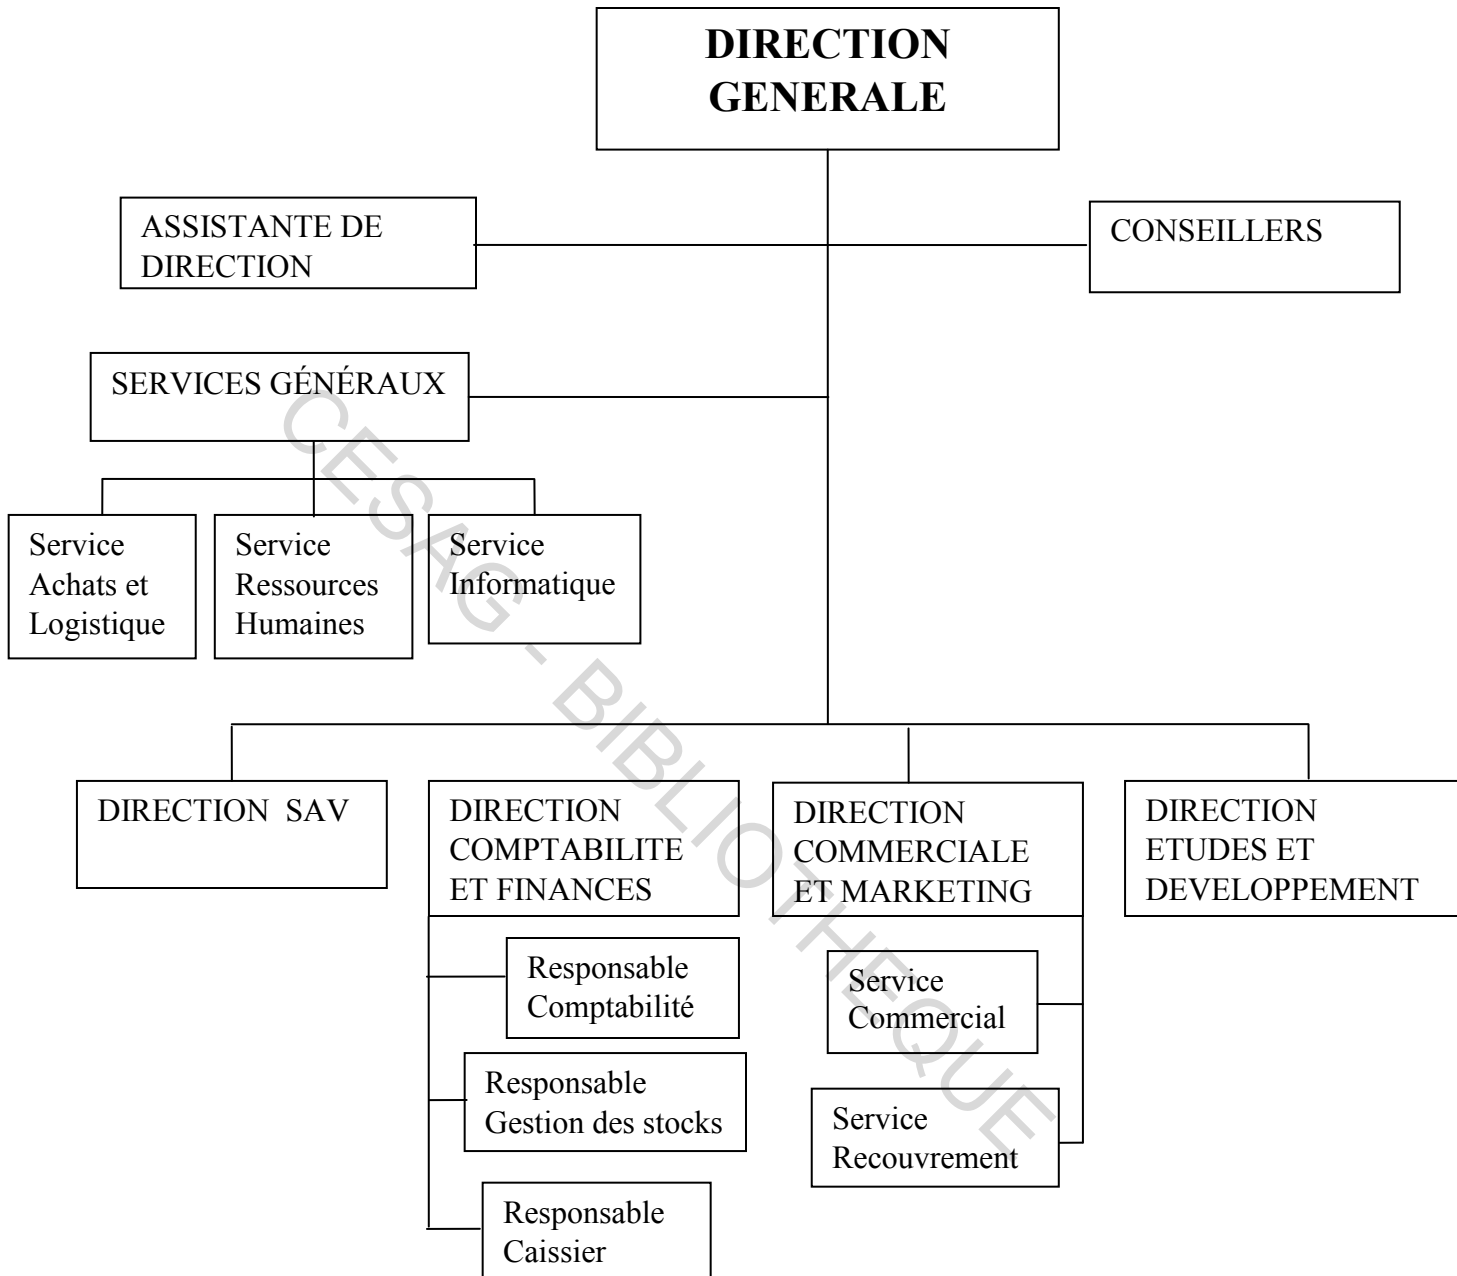 DIRECTION
GENERALE
ASSISTANTE DE
DIRECTION
CONSEILLERS
SERVICES GÉNÉRAUX
Service
Achats et
Logistique
Service
Ressources
Humaines
Service
Informatique
DIRECTION SAV
DIRECTION
COMPTABILITE
ET FINANCES
DIRECTION
COMMERCIALE
ET MARKETING
DIRECTION
ETUDES ET
DEVELOPPEMENT
Responsable
Comptabilité
Responsable
Gestion des stocks
Responsable
Caissier
Service
Commercial
Service
Recouvrement
CESAG - BIBLIOTHEQUE